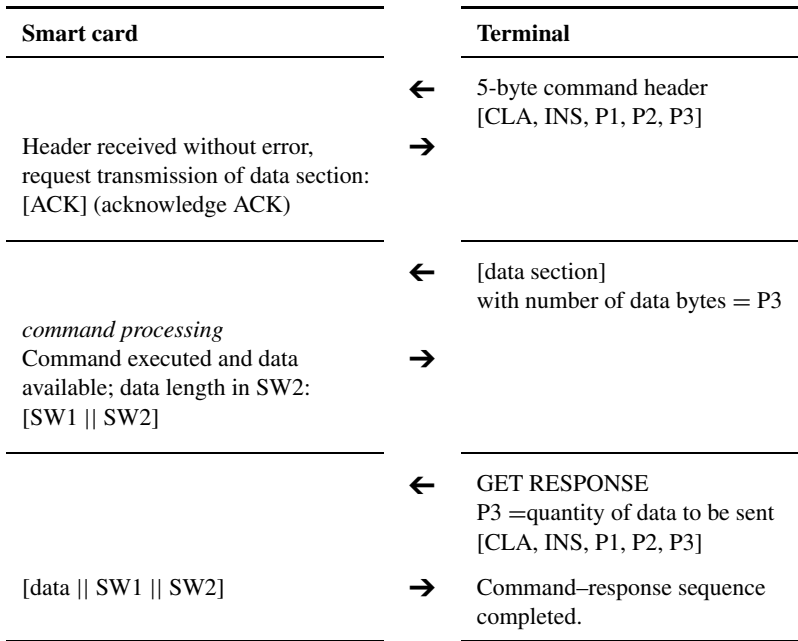 Smart card Terminal
← 5-byte command header
[CLA, INS, P1, P2, P3]
Header received without error, →
request transmission of data section:
[ACK] (acknowledge ACK)
← [data section]
with number of data bytes = P3
command processing
Command executed and data →
available; data length in SW2:
[SW1 || SW2]
← GET RESPONSE
P3 =quantity of data to be sent
[CLA, INS, P1, P2, P3]
[data || SW1 || SW2] → Command–response sequence
completed.